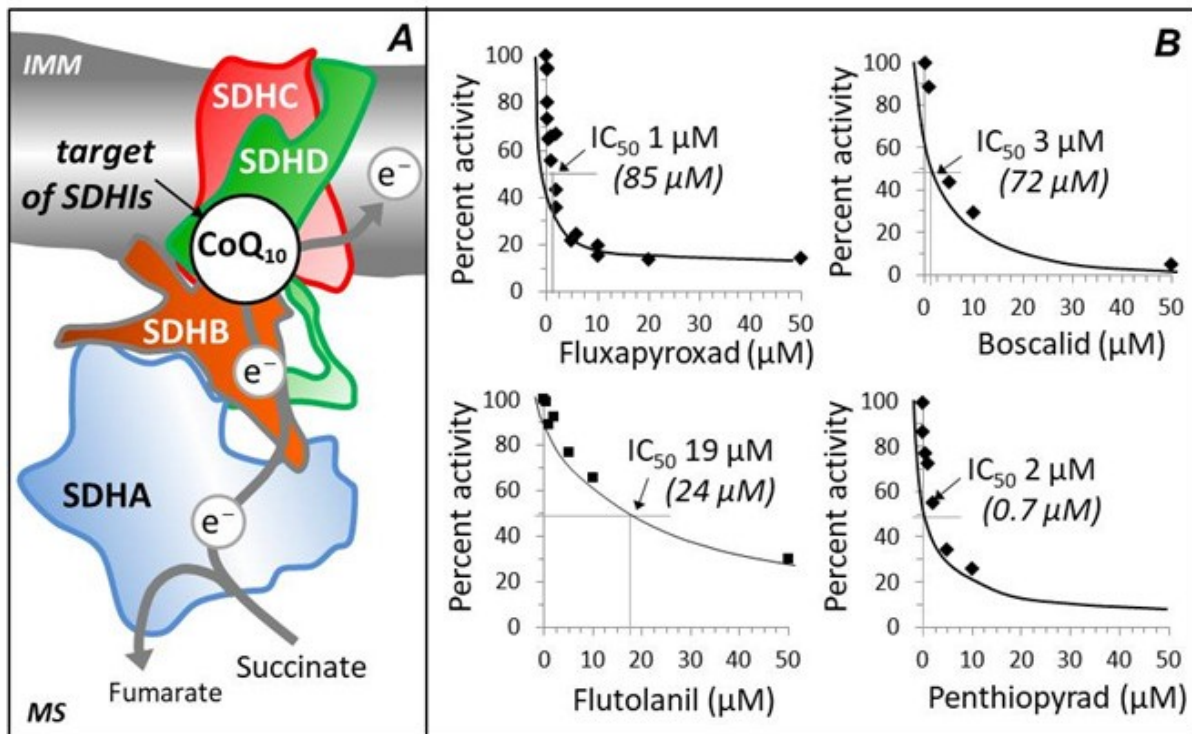 A
IMM
SDHC
SDHD
target
of SDHIs
e⁻
CoQ₁₀
SDHB
e⁻
SDHA
e⁻
Succinate
Fumarate
MS
B
Percent activity
100
80
60
40
20
0
IC₅₀ 1 µM
(85 µM)
0 10 20 30 40 50
Fluxapyroxad (µM)
Percent activity
100
80
60
40
20
0
IC₅₀ 3 µM
(72 µM)
0 10 20 30 40 50
Boscalid (µM)
Percent activity
100
80
60
40
20
0
IC₅₀ 19 µM
(24 µM)
0 10 20 30 40 50
Flutolanil (µM)
Percent activity
100
80
60
40
20
0
IC₅₀ 2 µM
(0.7 µM)
0 10 20 30 40 50
Penthiopyrad (µM)